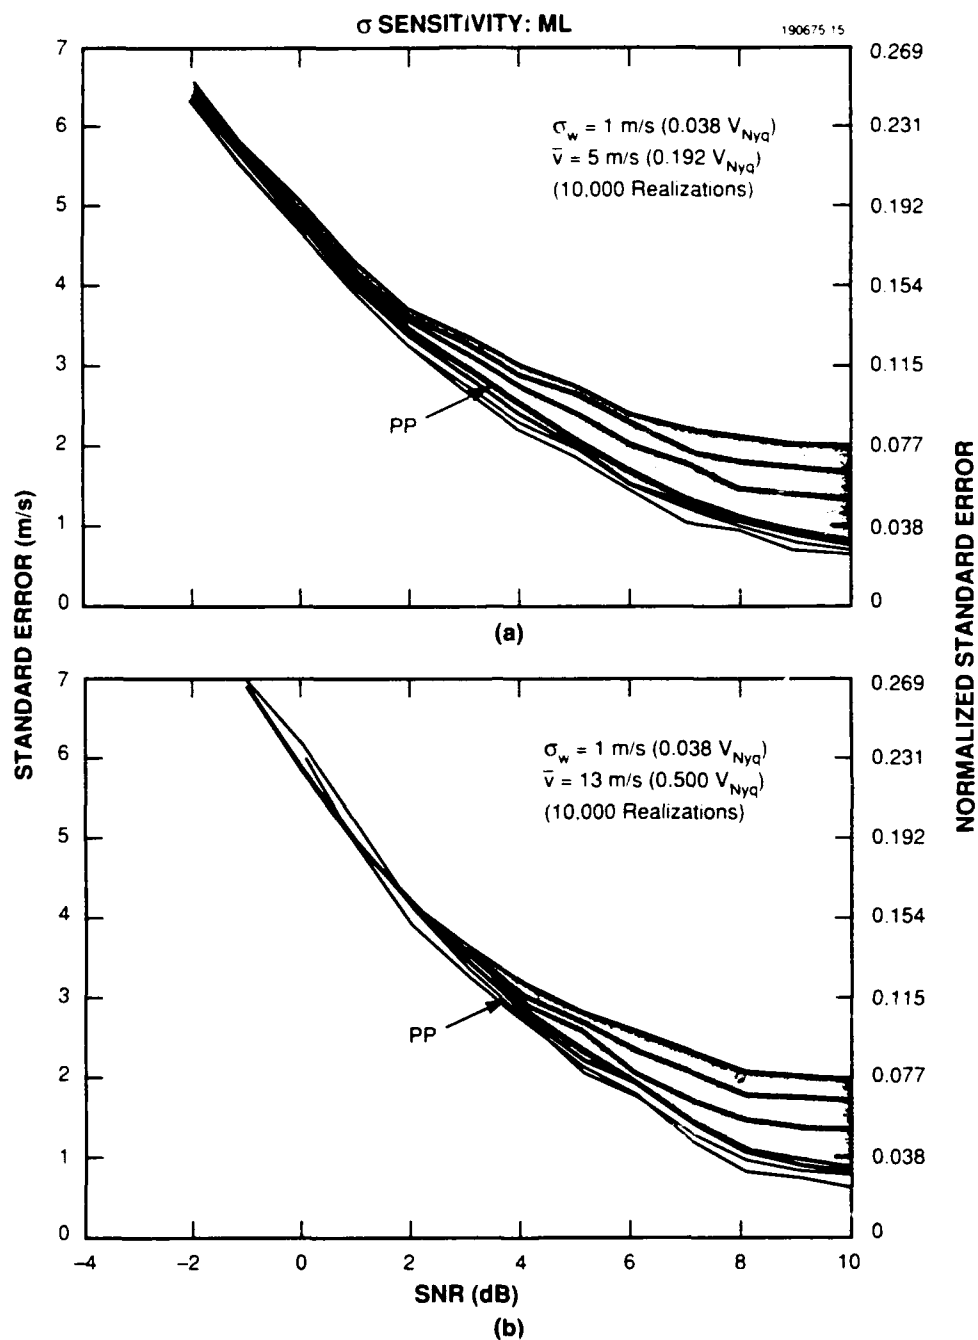 σ SENSITIVITY: ML
190675 15
7
6
5
4
3
2
1
0
0.269
0.231
0.192
0.154
0.115
0.077
0.038
0
σw = 1 m/s (0.038 VNyq)
v̄ = 5 m/s (0.192 VNyq)
(10,000 Realizations)
PP
(a)
STANDARD ERROR (m/s)
NORMALIZED STANDARD ERROR
7
6
5
4
3
2
1
0
0.269
0.231
0.192
0.154
0.115
0.077
0.038
0
σw = 1 m/s (0.038 VNyq)
v̄ = 13 m/s (0.500 VNyq)
(10,000 Realizations)
PP
−4 −2 0 2 4 6 8 10
SNR (dB)
(b)